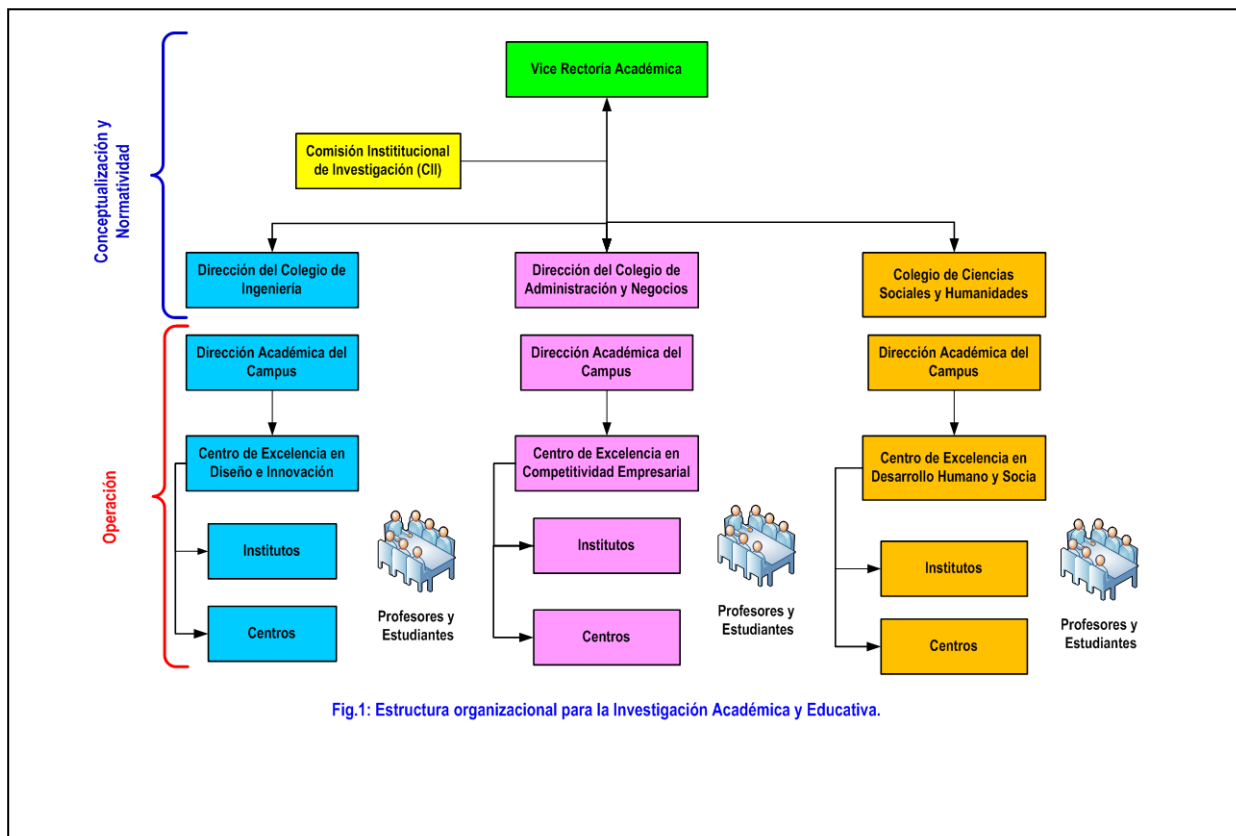 Conceptualización y
Normatividad
Vice Rectoría Académica
Comisión Instititucional
de Investigación (CII)
Dirección del Colegio de
Ingeniería
Dirección del Colegio de
Administración y Negocios
Colegio de Ciencias
Sociales y Humanidades
Operación
Dirección Académica del
Campus
Dirección Académica del
Campus
Dirección Académica del
Campus
Centro de Excelencia en
Diseño e Innovación
Centro de Excelencia en
Competitividad Empresarial
Centro de Excelencia en
Desarrollo Humano y Socia
Institutos
Institutos
Institutos
Profesores y
Estudiantes
Profesores y
Estudiantes
Profesores y
Estudiantes
Centros
Centros
Centros
Fig.1: Estructura organizacional para la Investigación Académica y Educativa.